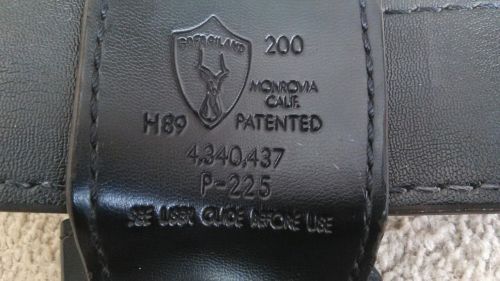 SAFARILAND
200
MONROVIA
CALIF.
H89 PATENTED
4,340,437
P-225
SEE USER GUIDE BEFORE USE